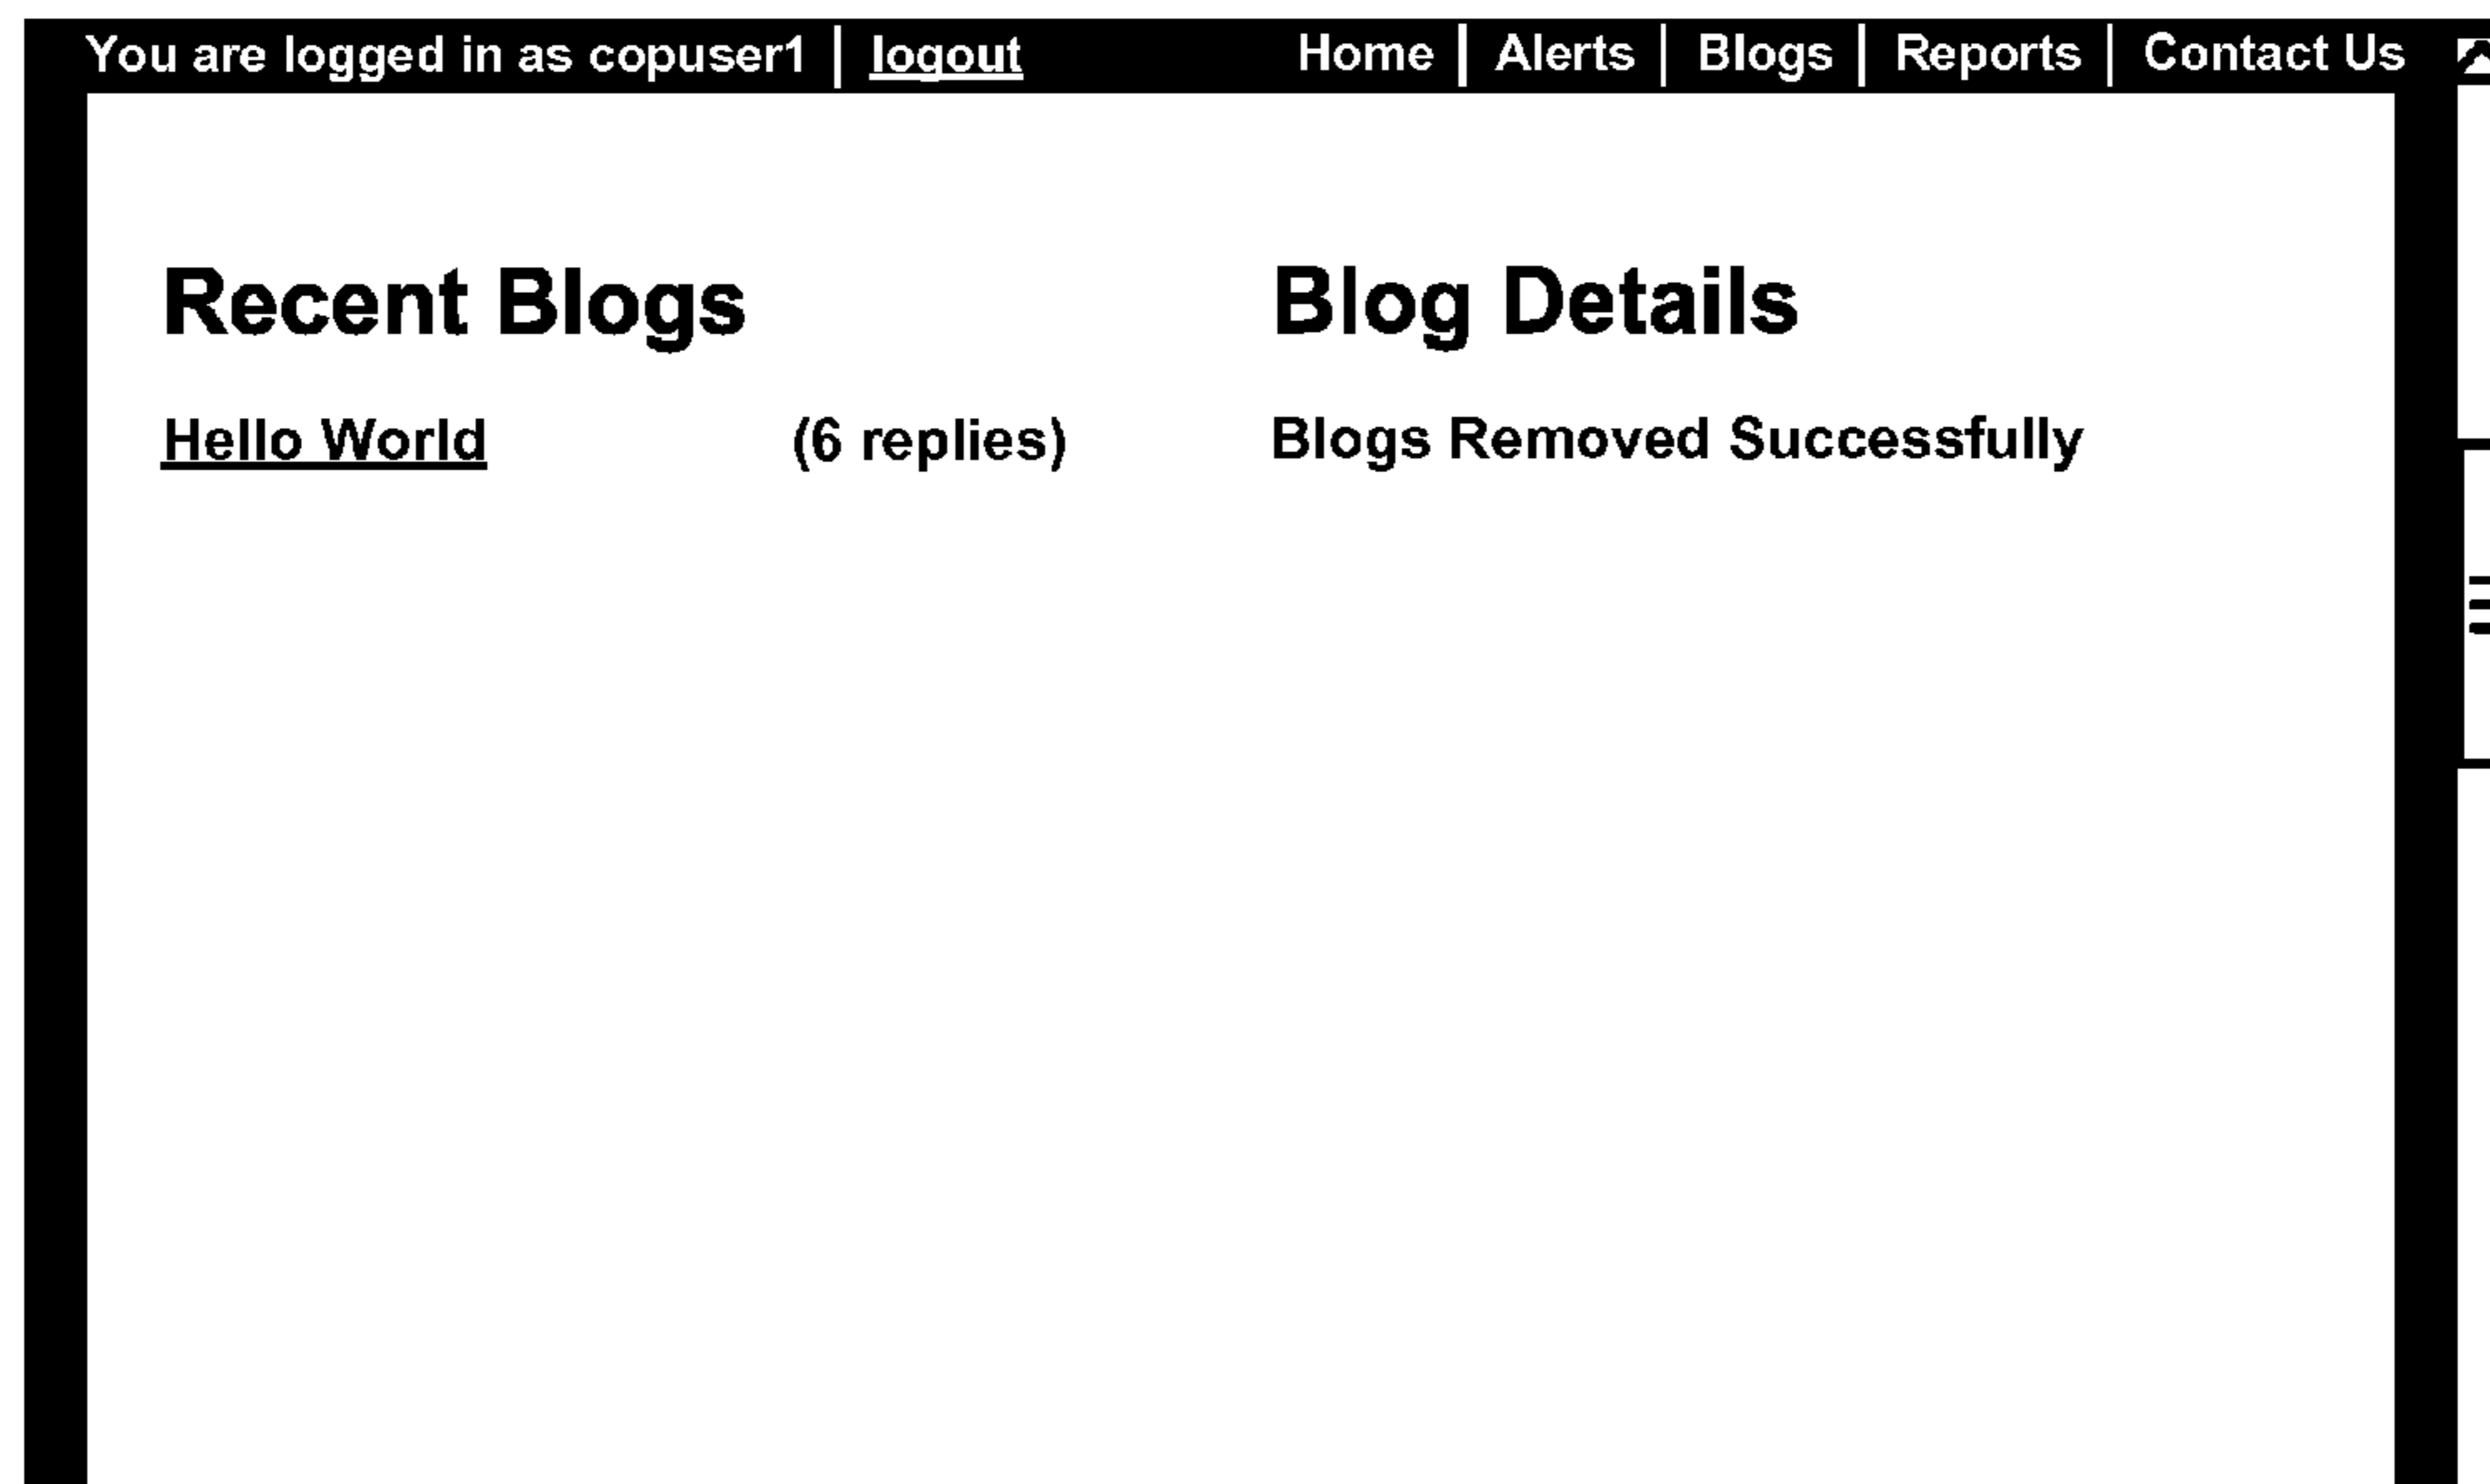 You are logged in as copuser1 | logout Home | Alerts | Blogs | Reports | Contact Us
Recent Blogs
Hello World (6 replies)
Blog Details
Blogs Removed Successfully